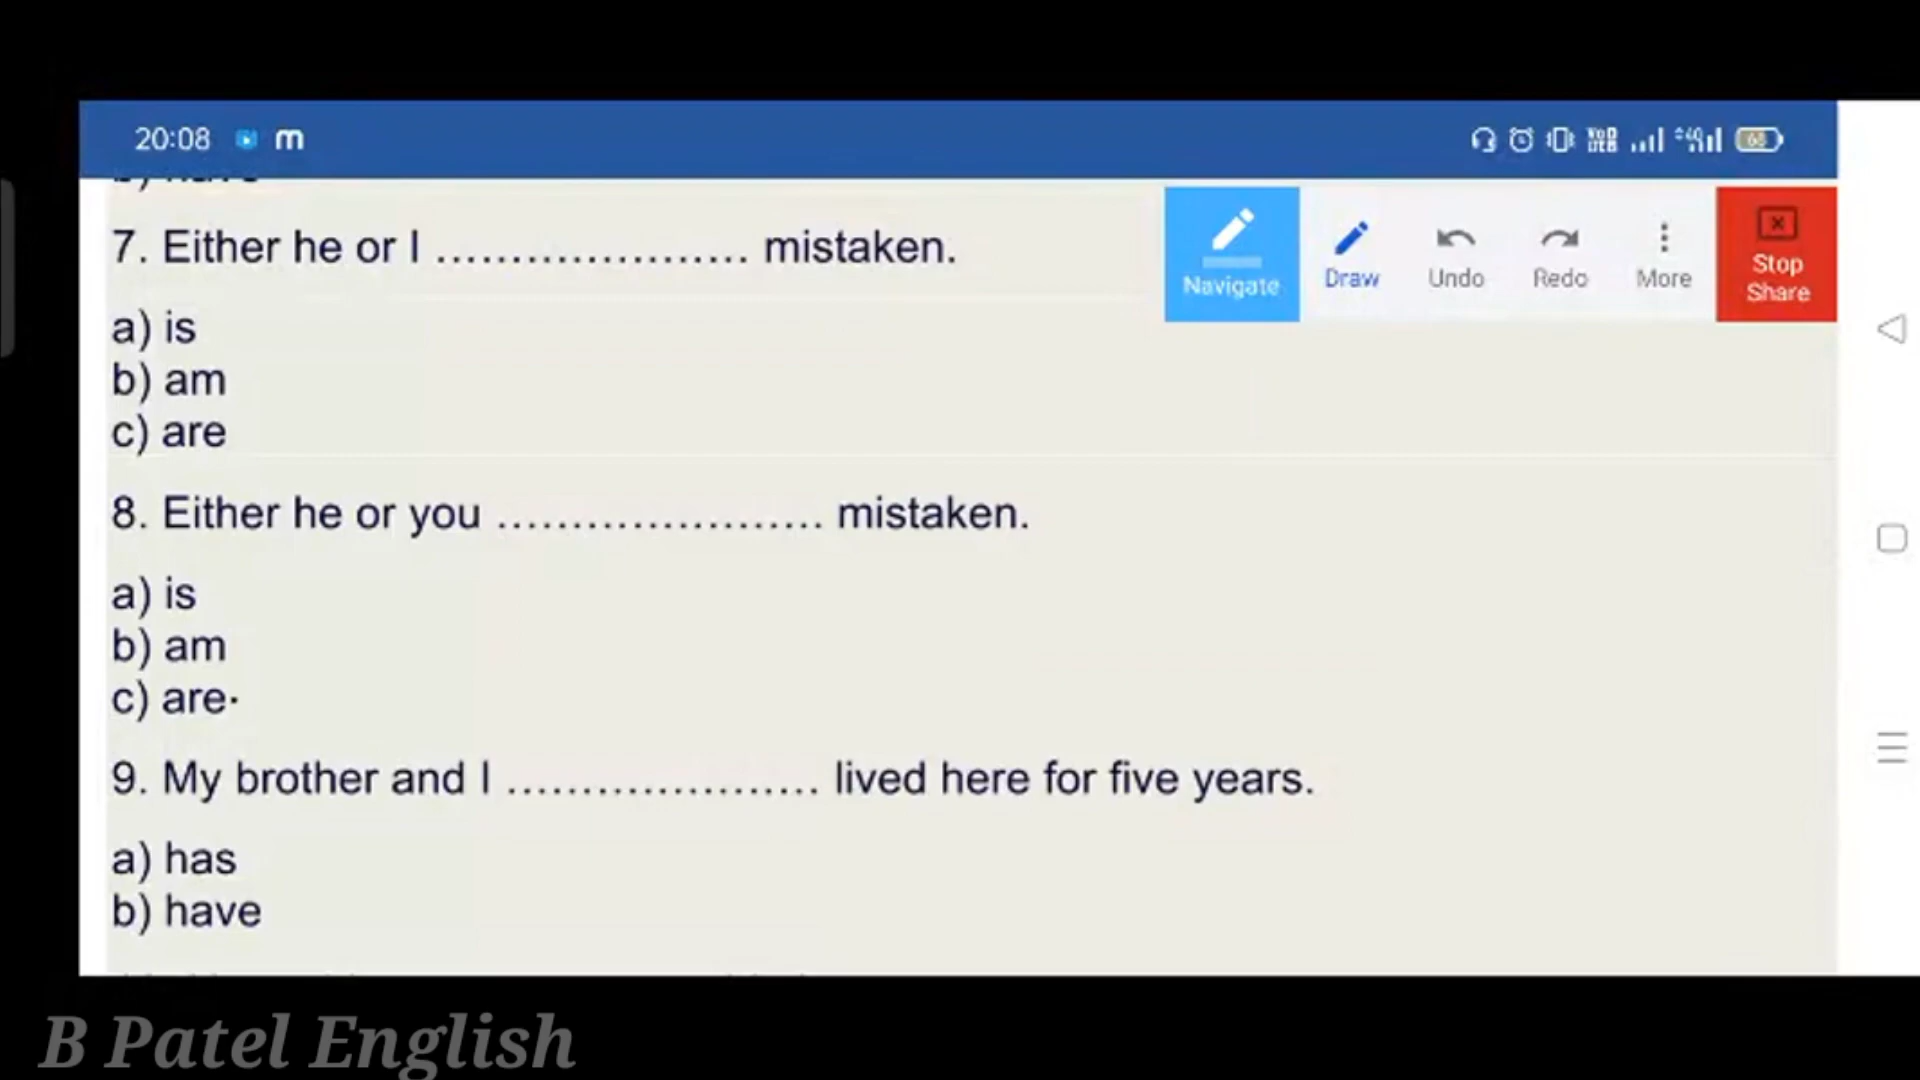 20:08 m
68
7. Either he or I ..................... mistaken.
Navigate
Draw
Undo
Redo
More
Stop
Share
a) is
b) am
c) are
8. Either he or you ...................... mistaken.
a) is
b) am
c) are·
9. My brother and I ..................... lived here for five years.
a) has
b) have
B Patel English